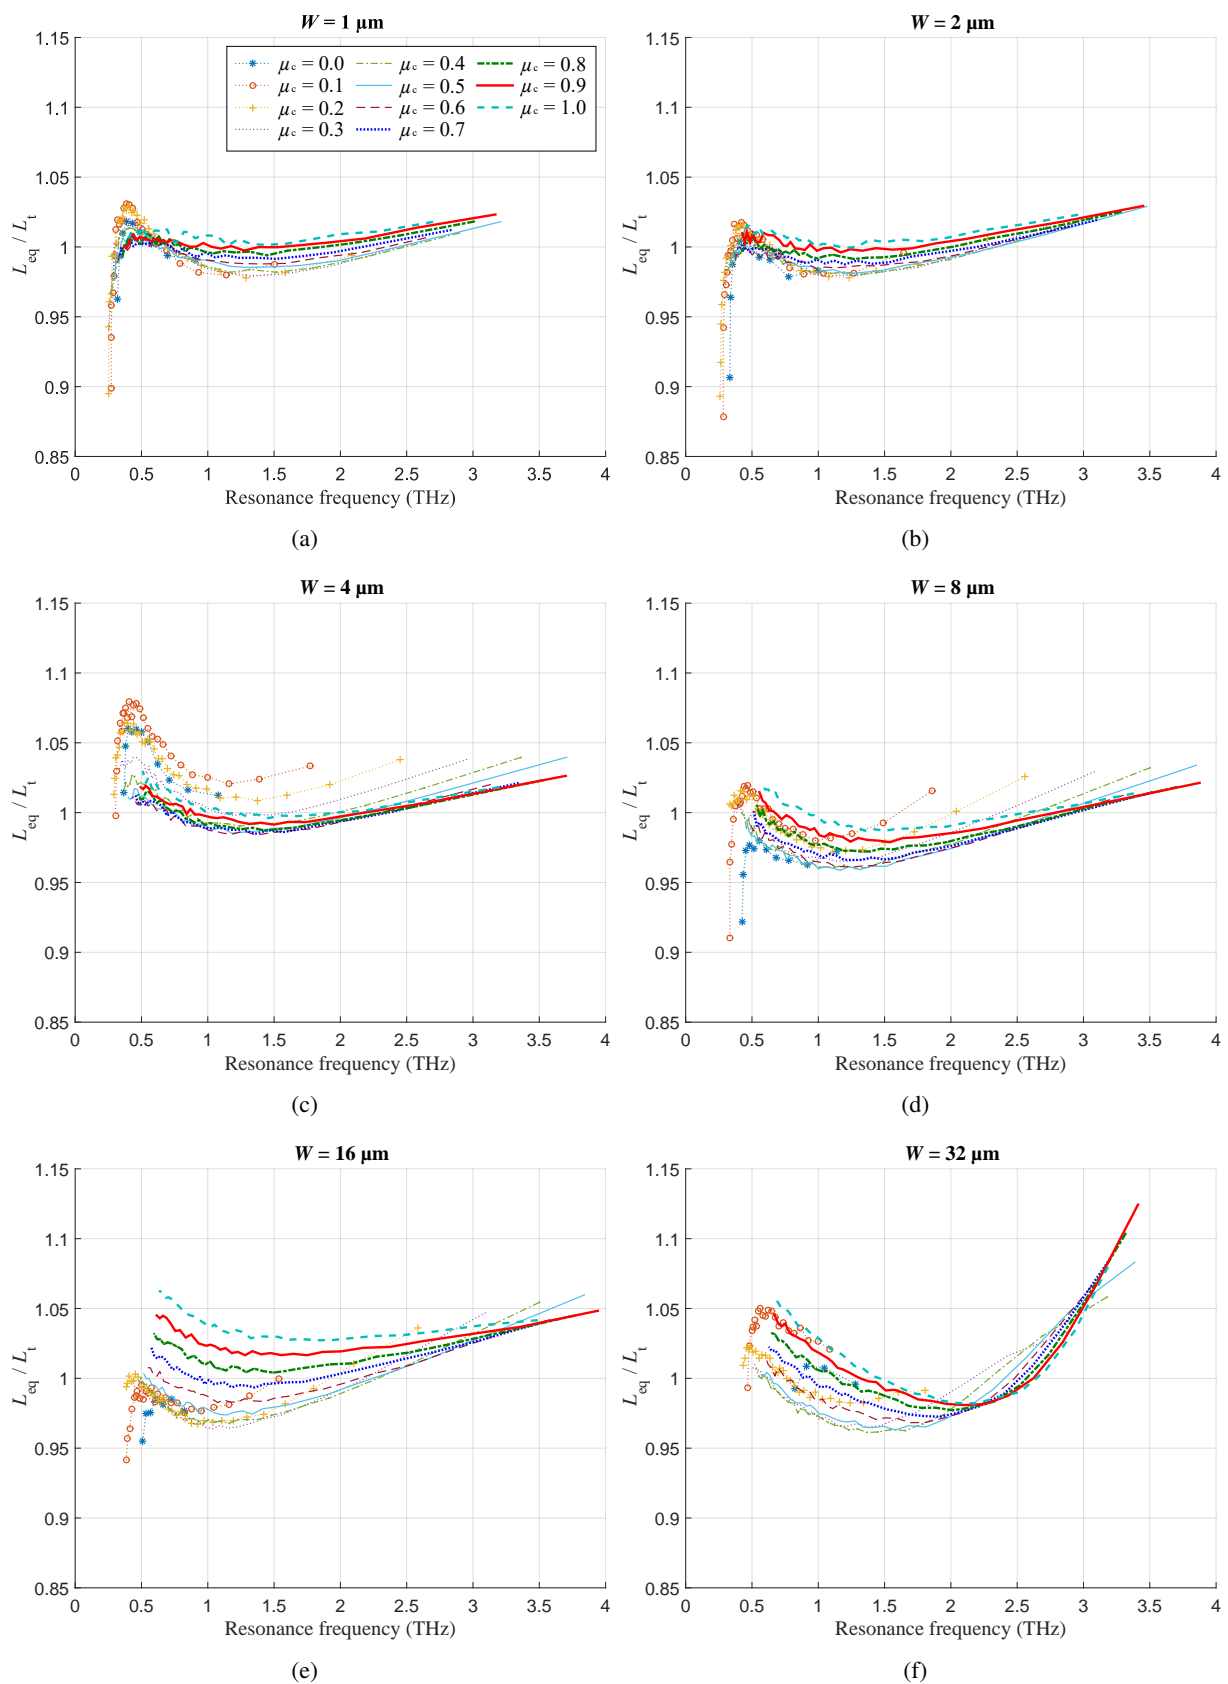 W = 1 µm
1.15
1.1
1.05
1
0.95
0.9
0.85
L_eq / L_t
μc = 0.0
μc = 0.1
μc = 0.2
μc = 0.3
μc = 0.4
μc = 0.5
μc = 0.6
μc = 0.7
μc = 0.8
μc = 0.9
μc = 1.0
0 0.5 1 1.5 2 2.5 3 3.5 4
Resonance frequency (THz)
(a)
W = 2 µm
1.15
1.1
1.05
1
0.95
0.9
0.85
L_eq / L_t
0 0.5 1 1.5 2 2.5 3 3.5 4
Resonance frequency (THz)
(b)
W = 4 µm
1.15
1.1
1.05
1
0.95
0.9
0.85
L_eq / L_t
0 0.5 1 1.5 2 2.5 3 3.5 4
Resonance frequency (THz)
(c)
W = 8 µm
1.15
1.1
1.05
1
0.95
0.9
0.85
L_eq / L_t
0 0.5 1 1.5 2 2.5 3 3.5 4
Resonance frequency (THz)
(d)
W = 16 µm
1.15
1.1
1.05
1
0.95
0.9
0.85
L_eq / L_t
0 0.5 1 1.5 2 2.5 3 3.5 4
Resonance frequency (THz)
(e)
W = 32 µm
1.15
1.1
1.05
1
0.95
0.9
0.85
L_eq / L_t
0 0.5 1 1.5 2 2.5 3 3.5 4
Resonance frequency (THz)
(f)